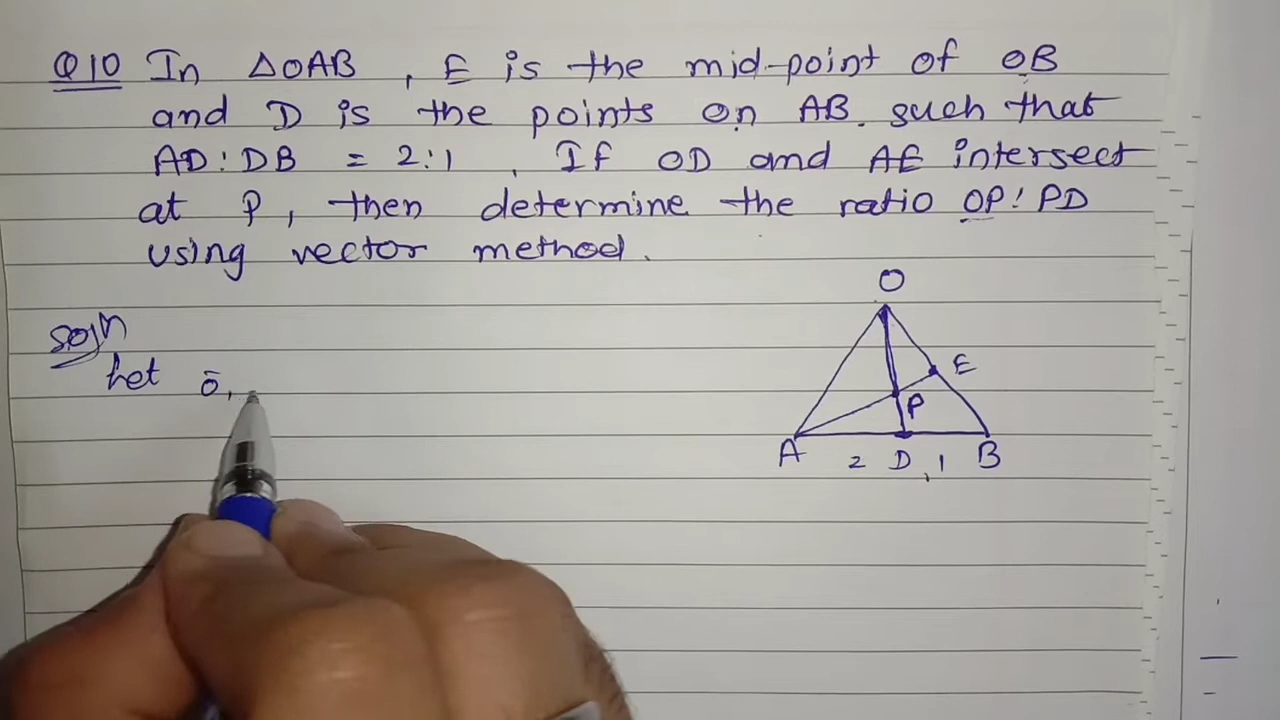 Q10 In △OAB , E is the mid-point of OB
and D is the points on AB such that
AD:DB = 2:1 . If OD and AE intersect
at P, then determine the ratio OP:PD
using vector method.
O
Soln
Let ō,
E
P
A 2 D 1 B